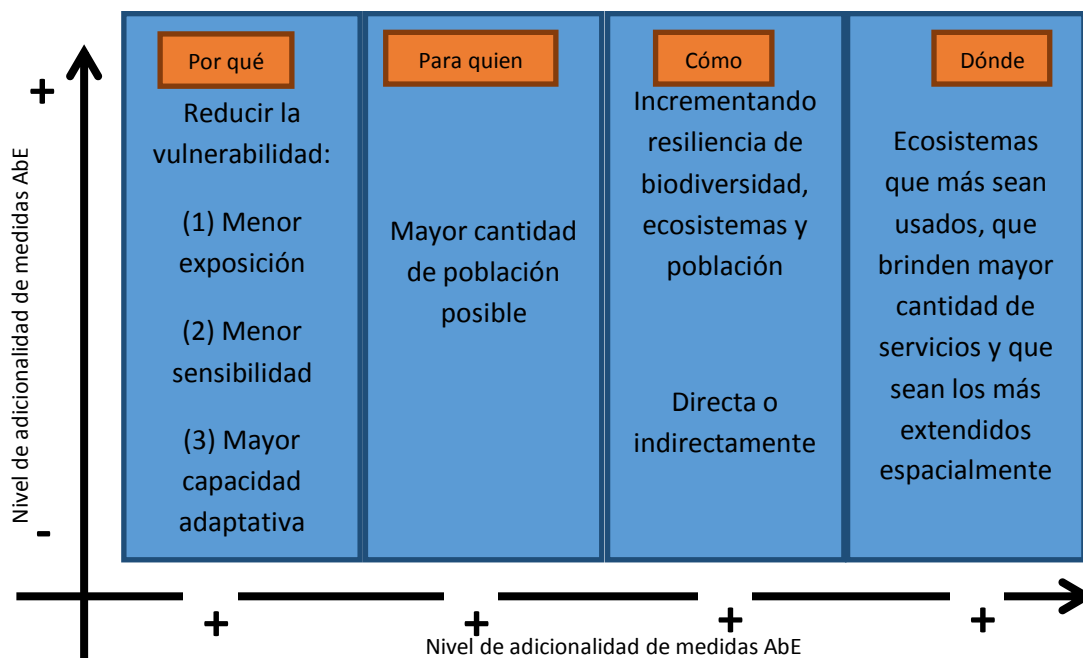 Nivel de adicionalidad de medidas AbE
+
-
Por qué
Reducir la
vulnerabilidad:
(1) Menor
exposición
(2) Menor
sensibilidad
(3) Mayor
capacidad
adaptativa
Para quien
Mayor cantidad
de población
posible
Cómo
Incrementando
resiliencia de
biodiversidad,
ecosistemas y
población
Directa o
indirectamente
Dónde
Ecosistemas
que más sean
usados, que
brinden mayor
cantidad de
servicios y que
sean los más
extendidos
espacialmente
+ + + +
Nivel de adicionalidad de medidas AbE